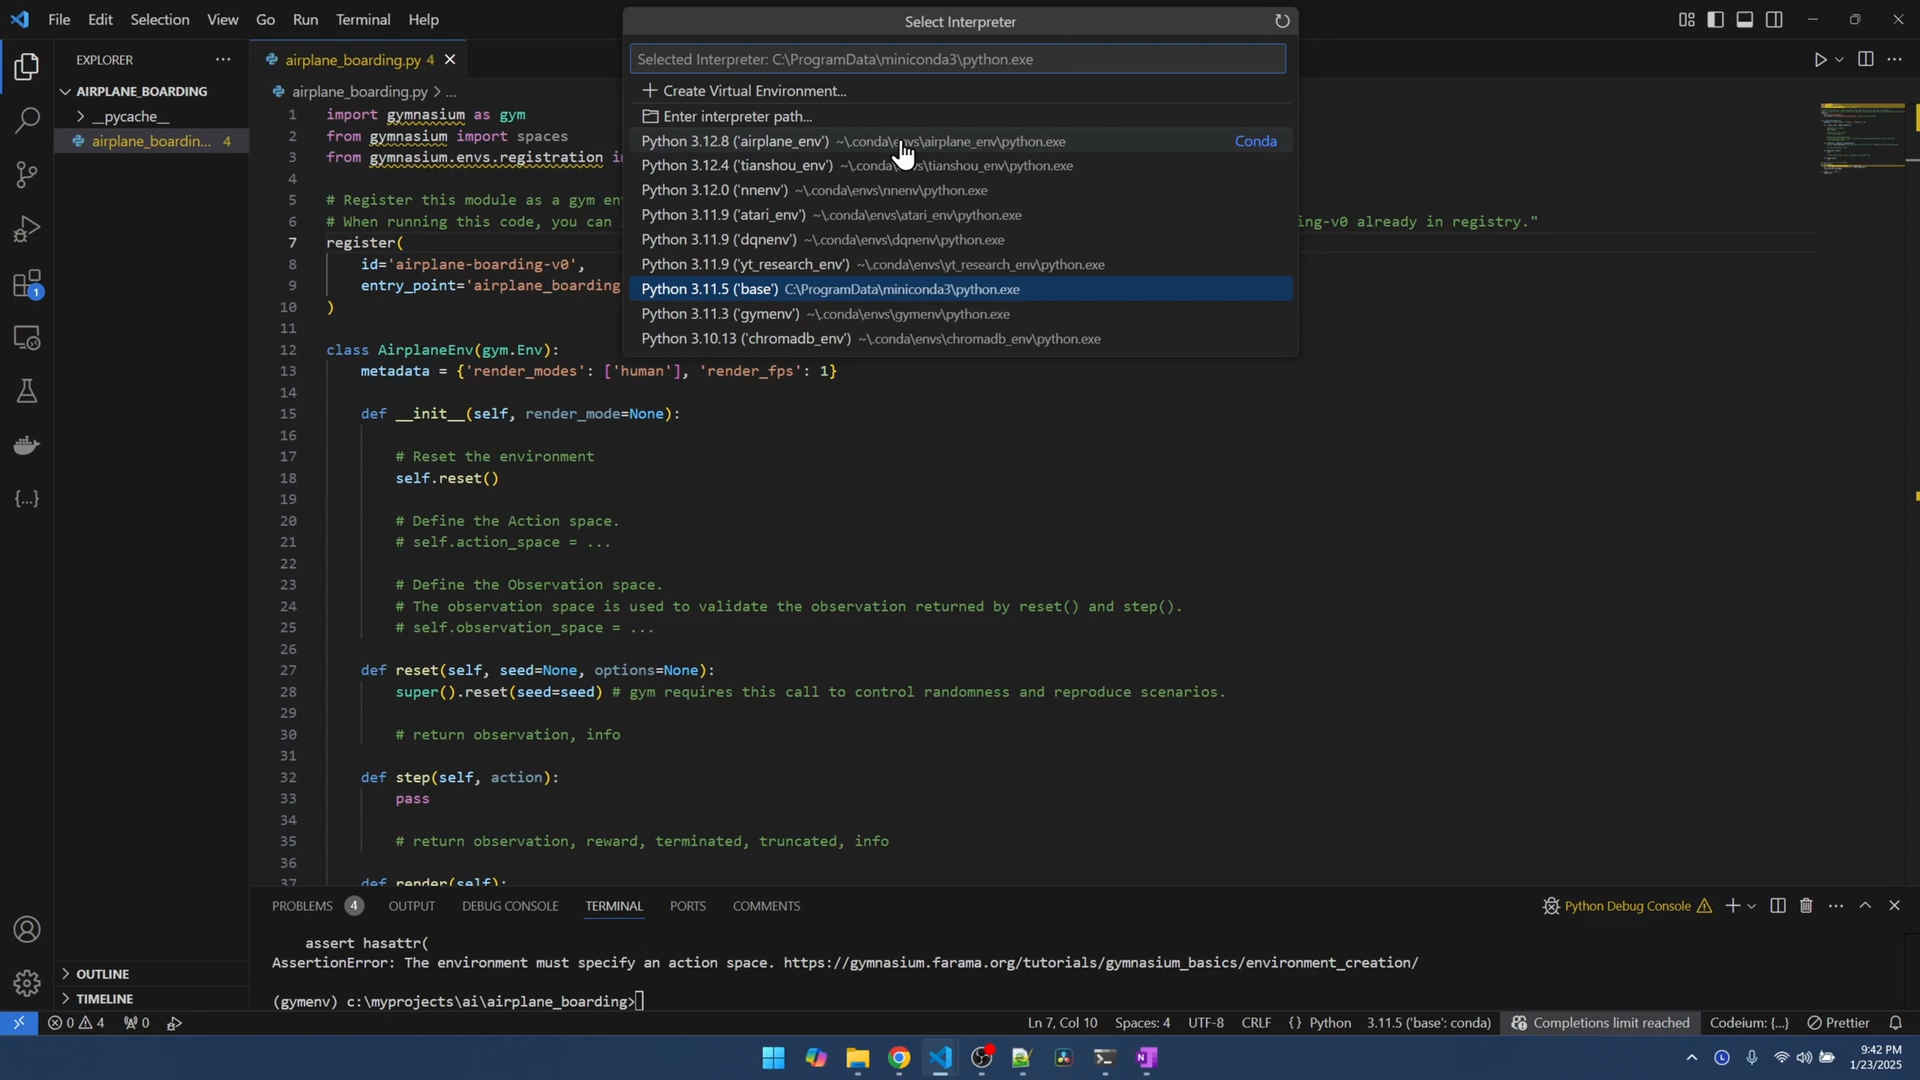 File Edit Selection View Go Run Terminal Help
Select Interpreter
EXPLORER
airplane_boarding.py 4
Selected Interpreter: C:\ProgramData\miniconda3\python.exe
AIRPLANE_BOARDING
airplane_boarding.py > ...
+ Create Virtual Environment...
__pycache__
Enter interpreter path...
airplane_boardin... 4
Python 3.12.8 ('airplane_env') ~\.conda\envs\airplane_env\python.exe Conda
Python 3.12.4 ('tianshou_env') ~\.conda\envs\tianshou_env\python.exe
Python 3.12.0 ('nnenv') ~\.conda\envs\nnenv\python.exe
Python 3.11.9 ('atari_env') ~\.conda\envs\atari_env\python.exe
Python 3.11.9 ('dqnenv') ~\.conda\envs\dqnenv\python.exe
Python 3.11.9 ('yt_research_env') ~\.conda\envs\yt_research_env\python.exe
Python 3.11.5 ('base') C:\ProgramData\miniconda3\python.exe
Python 3.11.3 ('gymenv') ~\.conda\envs\gymenv\python.exe
Python 3.10.13 ('chromadb_env') ~\.conda\envs\chromadb_env\python.exe
1 import gymnasium as gym
2 from gymnasium import spaces
3 from gymnasium.envs.registration i
4
5 # Register this module as a gym en
6 # When running this code, you can ng-v0 already in registry."
7 register(
8 id='airplane-boarding-v0',
9 entry_point='airplane_boarding
10 )
11
12 class AirplaneEnv(gym.Env):
13 metadata = {'render_modes': ['human'], 'render_fps': 1}
14
15 def __init__(self, render_mode=None):
16
17 # Reset the environment
18 self.reset()
19
20 # Define the Action space.
21 # self.action_space = ...
22
23 # Define the Observation space.
24 # The observation space is used to validate the observation returned by reset() and step().
25 # self.observation_space = ...
26
27 def reset(self, seed=None, options=None):
28 super().reset(seed=seed) # gym requires this call to control randomness and reproduce scenarios.
29
30 # return observation, info
31
32 def step(self, action):
33 pass
34
35 # return observation, reward, terminated, truncated, info
36
37 def render(self):
1
PROBLEMS 4 OUTPUT DEBUG CONSOLE TERMINAL PORTS COMMENTS Python Debug Console
assert hasattr(
AssertionError: The environment must specify an action space. https://gymnasium.farama.org/tutorials/gymnasium_basics/environment_creation/
(gymenv) c:\myprojects\ai\airplane_boarding>
OUTLINE
TIMELINE
0 4 0 Ln 7, Col 10 Spaces: 4 UTF-8 CRLF {} Python 3.11.5 ('base': conda) Completions limit reached Codeium: {...} Prettier
9:42 PM
1/23/2025